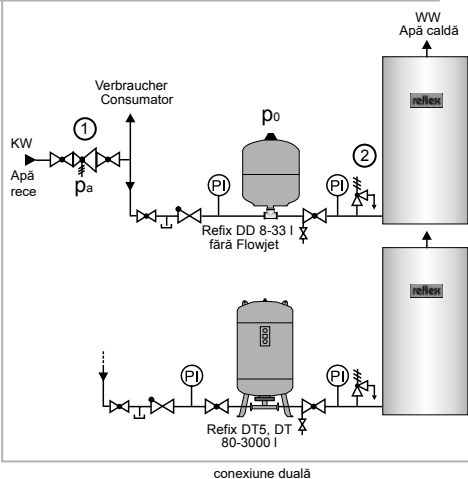 WW
Apă caldă
reflex
Verbraucher
Consumator
1
KW
Apă
rece
pa
p0
2
PI
PI
Refix DD 8-33 l
fără Flowjet
reflex
PI
PI
Refix DT5, DT
80-3000 l
conexiune duală